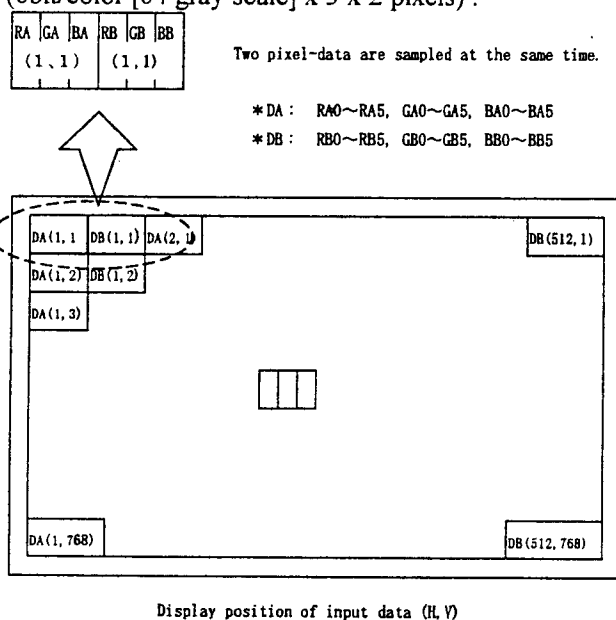 (6bit/color [64 gray scale] x 3 x 2 pixels) .
RA GA BA RB GB BB
(1、1) (1,1)
Two pixel-data are sampled at the same time.
*DA : RA0~RA5, GA0~GA5, BA0~BA5
*DB : RB0~RB5, GB0~GB5, BB0~BB5
DA(1,1 DB(1,1) DA(2,1) DB(512,1)
DA(1,2) DB(1,2)
DA(1,3)
DA(1,768) DB(512,768)
Display position of input data (H,V)